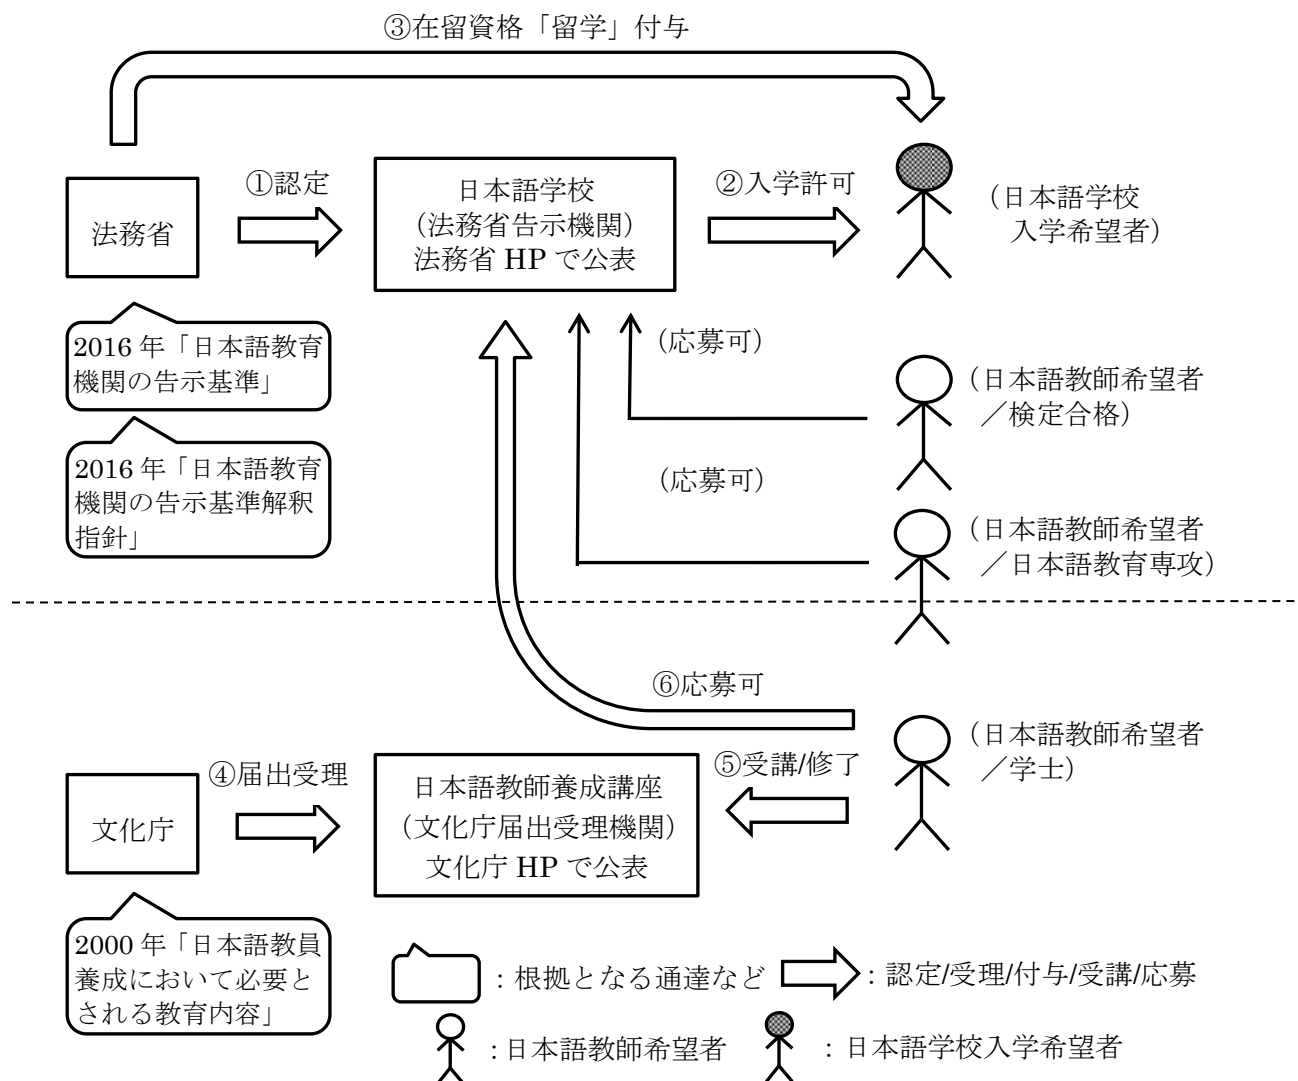 ③在留資格「留学」付与
法務省
①認定
日本語学校
(法務省告示機関)
法務省 HP で公表
②入学許可
(日本語学校
入学希望者)
2016 年「日本語教育
機関の告示基準」
2016 年「日本語教育
機関の告示基準解釈
指針」
(応募可)
(日本語教師希望者
／検定合格)
(応募可)
(日本語教師希望者
／日本語教育専攻)
⑥応募可
(日本語教師希望者
／学士)
文化庁
④届出受理
日本語教師養成講座
(文化庁届出受理機関)
文化庁 HP で公表
⑤受講/修了
2000 年「日本語教員
養成において必要と
される教育内容」
：根拠となる通達など
：認定/受理/付与/受講/応募
：日本語教師希望者
：日本語学校入学希望者